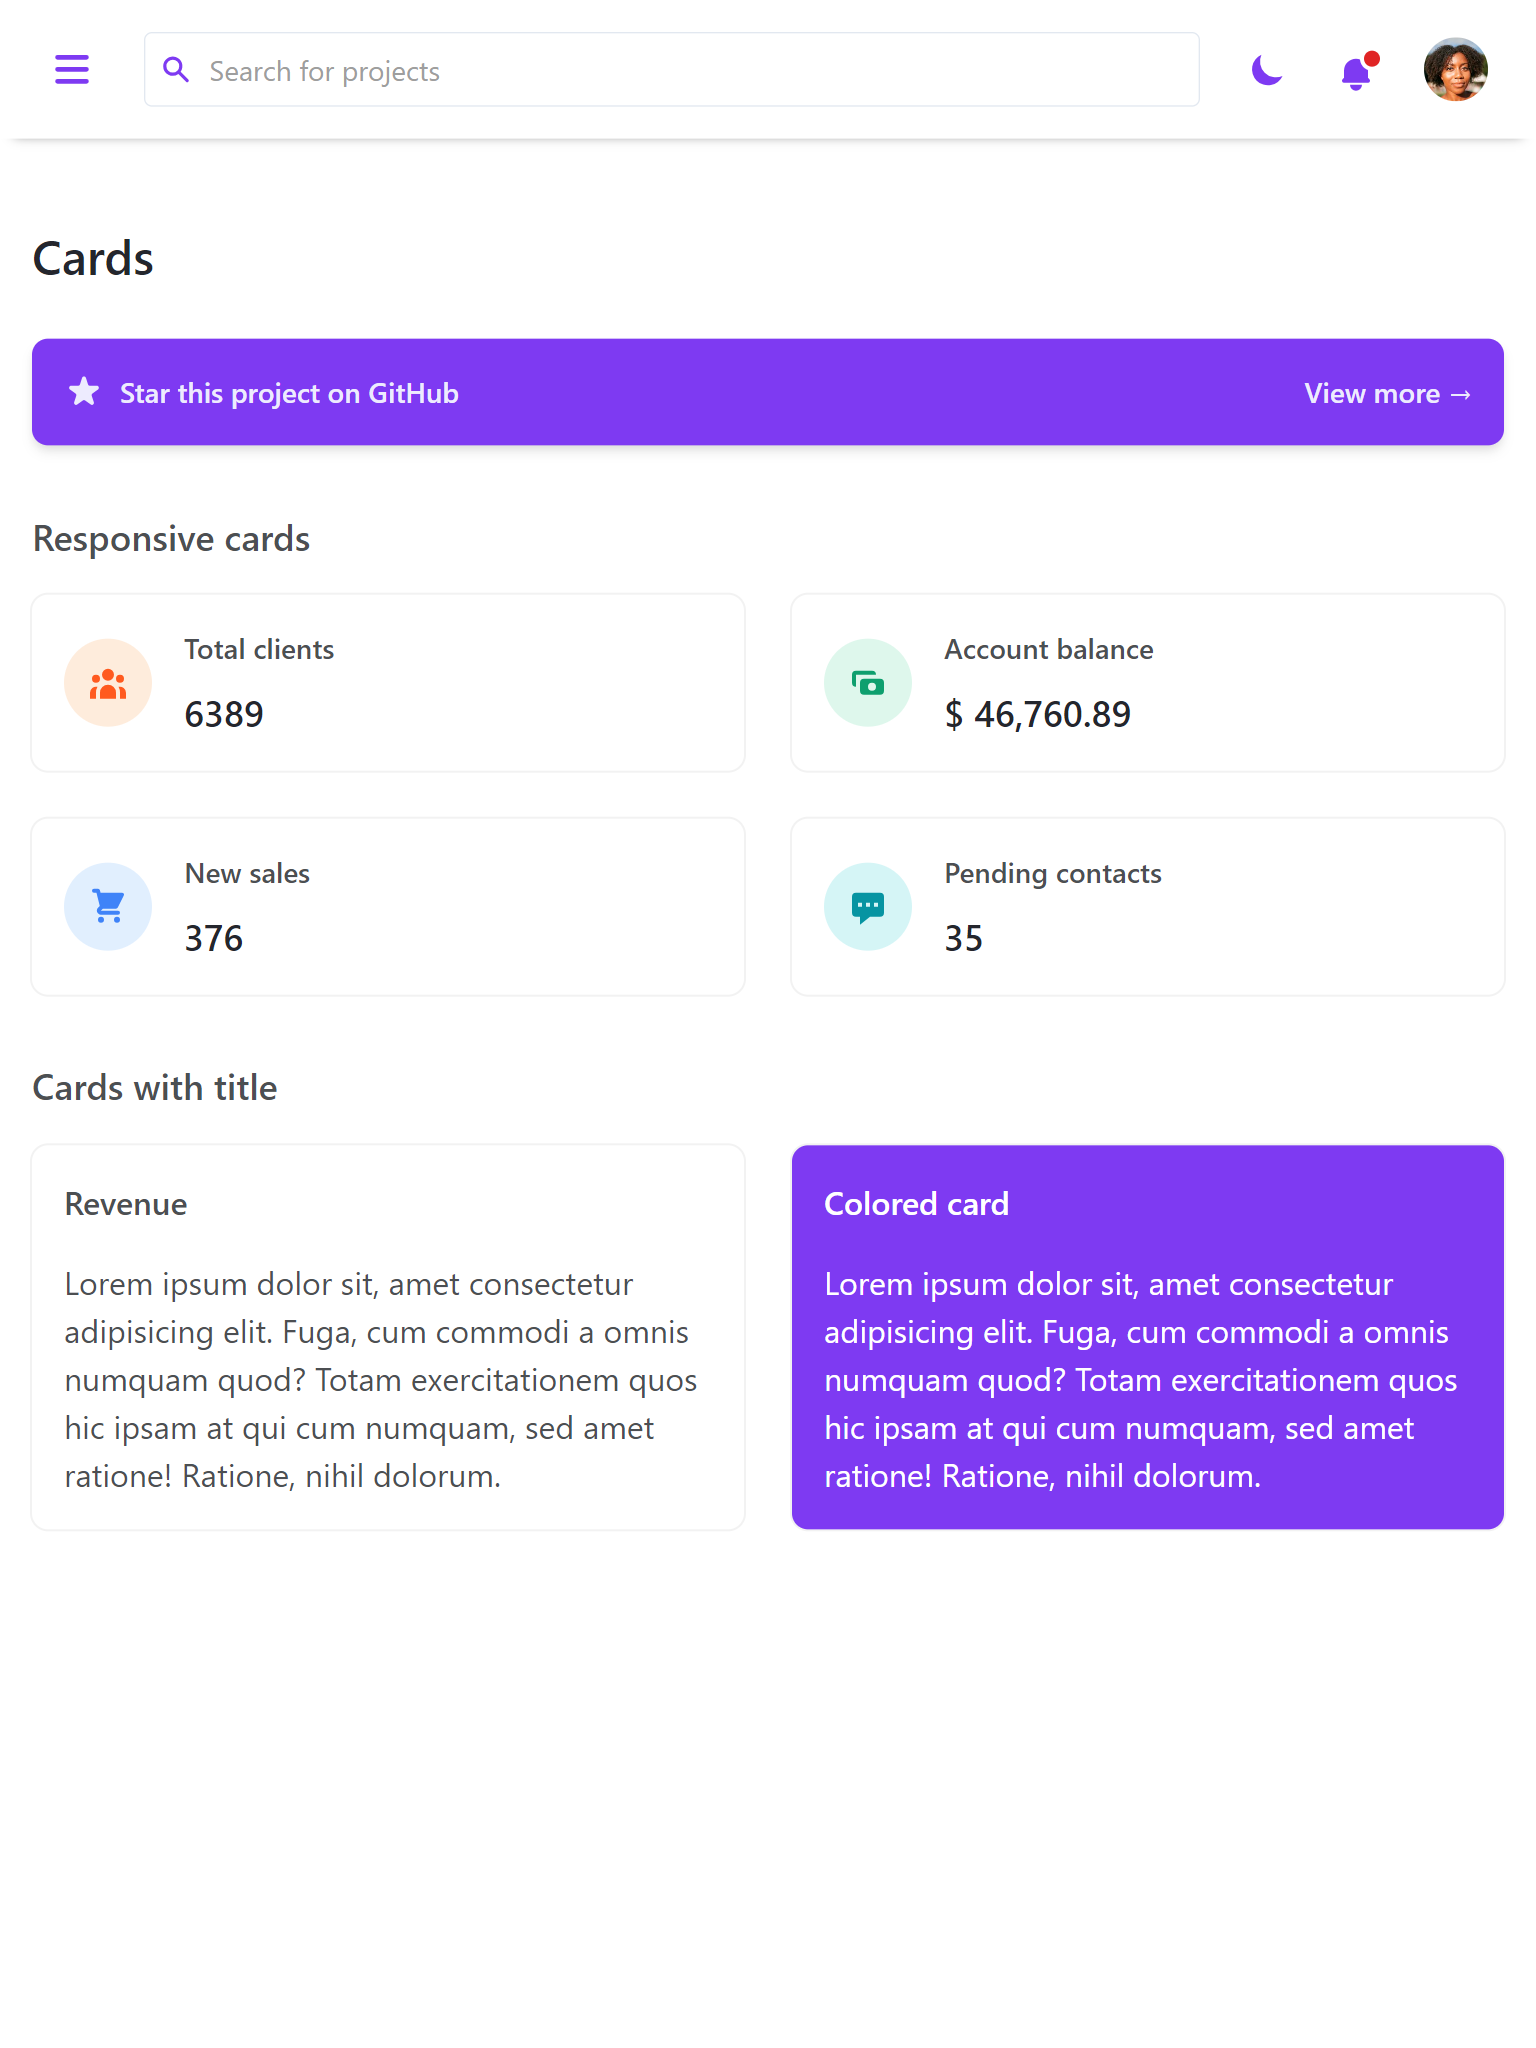 Search for projects
Cards
Star this project on GitHub
View more →
Responsive cards
Total clients
6389
Account balance
$ 46,760.89
New sales
376
Pending contacts
35
Cards with title
Revenue
Lorem ipsum dolor sit, amet consectetur
adipisicing elit. Fuga, cum commodi a omnis
numquam quod? Totam exercitationem quos
hic ipsam at qui cum numquam, sed amet
ratione! Ratione, nihil dolorum.
Colored card
Lorem ipsum dolor sit, amet consectetur
adipisicing elit. Fuga, cum commodi a omnis
numquam quod? Totam exercitationem quos
hic ipsam at qui cum numquam, sed amet
ratione! Ratione, nihil dolorum.